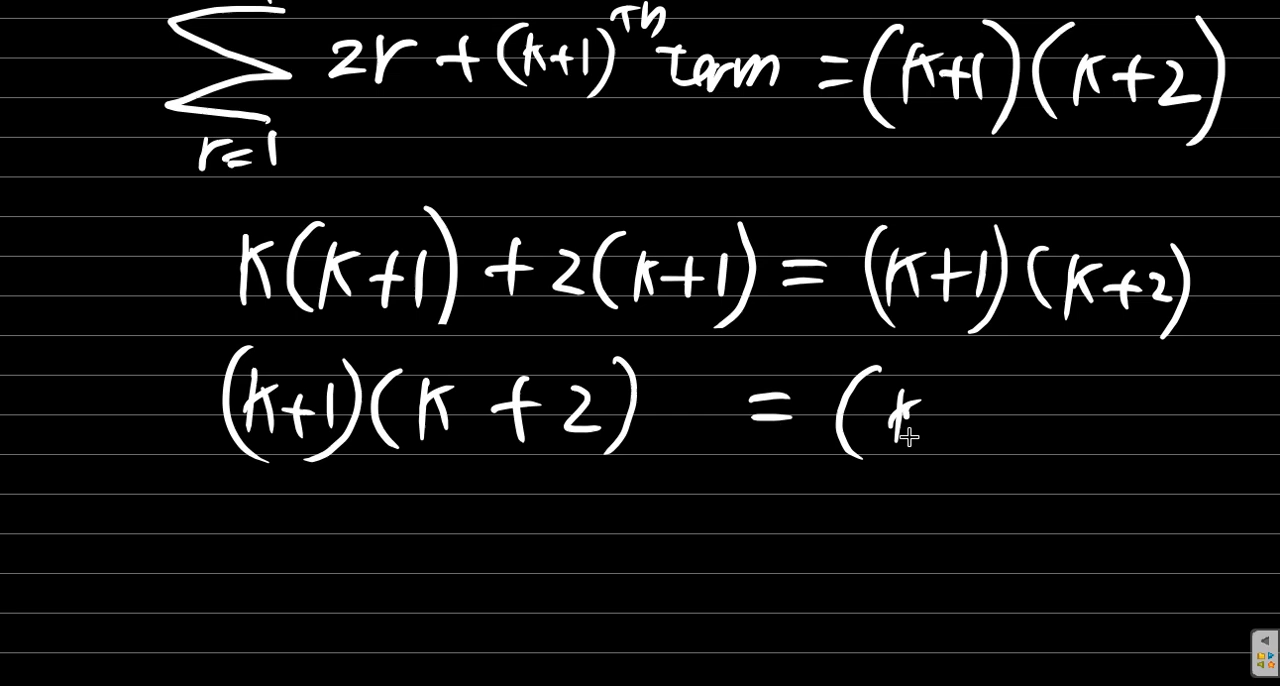 ∑ 2r + (k+1)^Th term = (k+1)(k+2)
r=1
k(k+1) + 2(k+1) = (k+1)(k+2)
(k+1)(k + 2) = (k